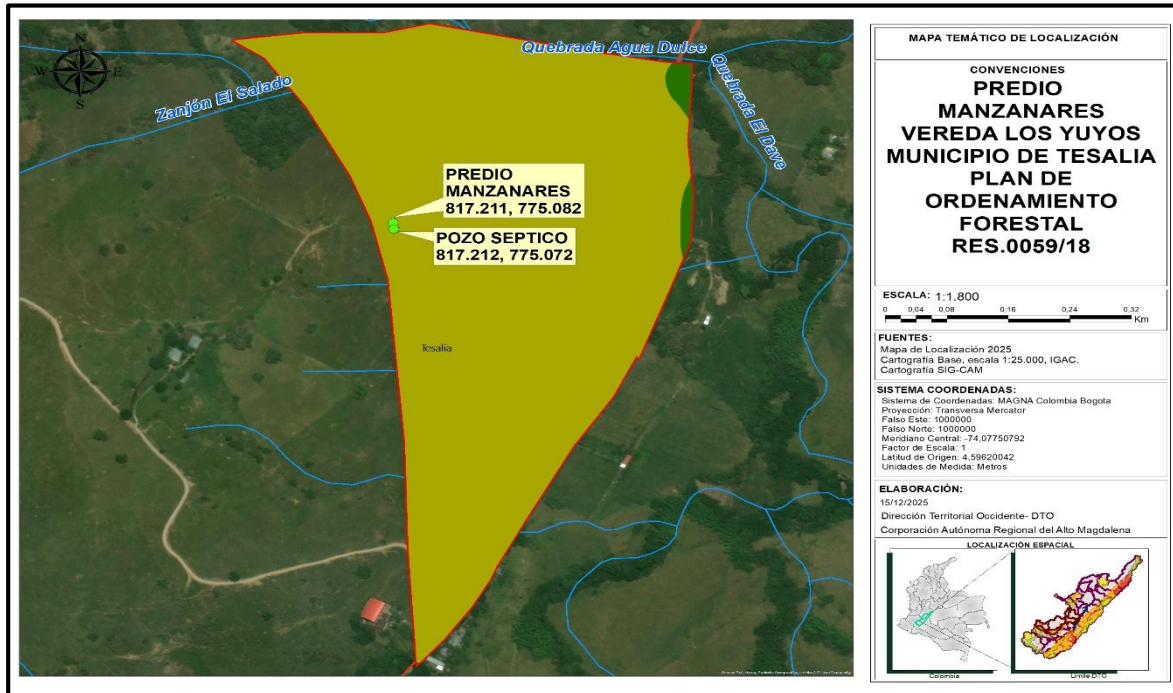 N
W E
S
Quebrada Agua Dulce
Quebrada El Dave
Zanjón El Salado
PREDIO
MANZANARES
817.211, 775.082
POZO SEPTICO
817.212, 775.072
Tesalia
MAPA TEMÁTICO DE LOCALIZACIÓN
CONVENCIONES
PREDIO
MANZANARES
VEREDA LOS YUYOS
MUNICIPIO DE TESALIA
PLAN DE
ORDENAMIENTO
FORESTAL
RES.0059/18
ESCALA: 1:1.800
0 0,04 0,08 0,16 0,24 0,32
Km
FUENTES:
Mapa de Localización 2025
Cartografía Base, escala 1:25.000, IGAC.
Cartografía SIG-CAM
SISTEMA COORDENADAS:
Sistema de Coordenadas: MAGNA Colombia Bogota
Proyección: Transversa Mercator
Falso Este: 1000000
Falso Norte: 1000000
Meridiano Central: -74,07750792
Factor de Escala: 1
Latitud de Origen: 4,59620042
Unidades de Medida: Metros
ELABORACIÓN:
15/12/2025
Dirección Territorial Occidente- DTO
Corporación Autónoma Regional del Alto Magdalena
LOCALIZACIÓN ESPACIAL
Colombia
Limite DTO